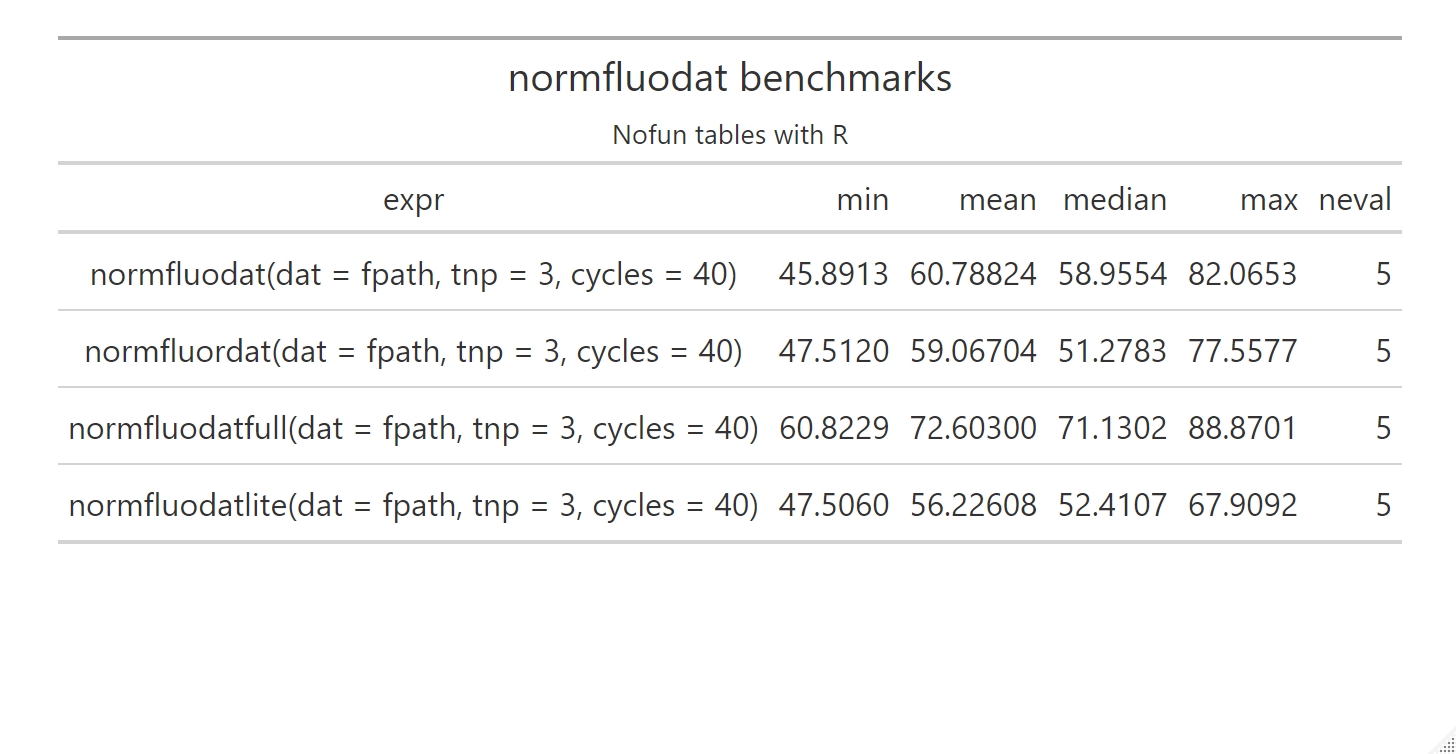 normfluodat benchmarks
Nofun tables with R
expr min mean median max neval
normfluodat(dat = fpath, tnp = 3, cycles = 40) 45.8913 60.78824 58.9554 82.0653 5
normfluordat(dat = fpath, tnp = 3, cycles = 40) 47.5120 59.06704 51.2783 77.5577 5
normfluodatfull(dat = fpath, tnp = 3, cycles = 40) 60.8229 72.60300 71.1302 88.8701 5
normfluodatlite(dat = fpath, tnp = 3, cycles = 40) 47.5060 56.22608 52.4107 67.9092 5